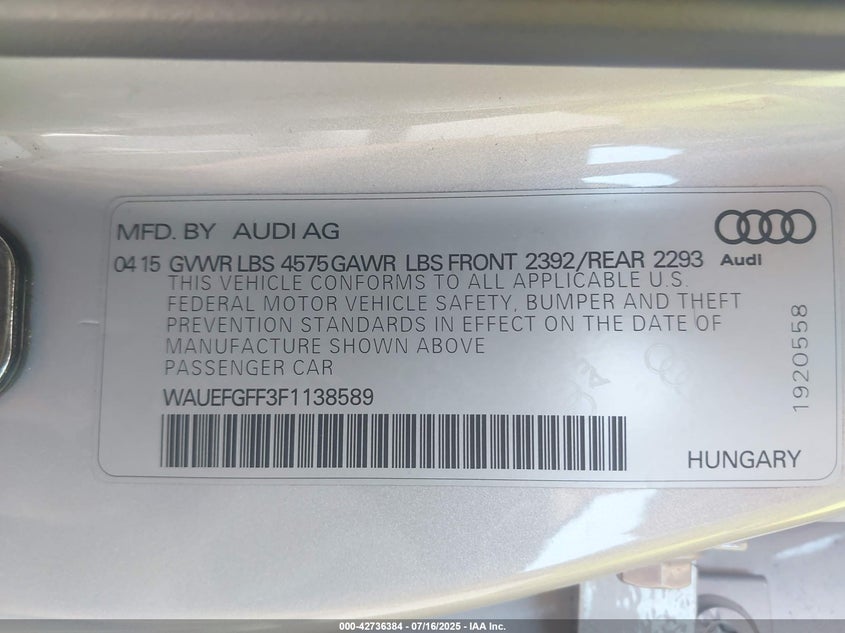 MFD. BY AUDI AG
0415 GVWR LBS 4575 GAWR LBS FRONT 2392/REAR 2293
Audi
THIS VEHICLE CONFORMS TO ALL APPLICABLE U.S.
FEDERAL MOTOR VEHICLE SAFETY, BUMPER AND THEFT
PREVENTION STANDARDS IN EFFECT ON THE DATE OF
MANUFACTURE SHOWN ABOVE
PASSENGER CAR
WAUEFGFF3F1138589
HUNGARY
1920558
000-42736384 - 07/16/2025 - IAA Inc.